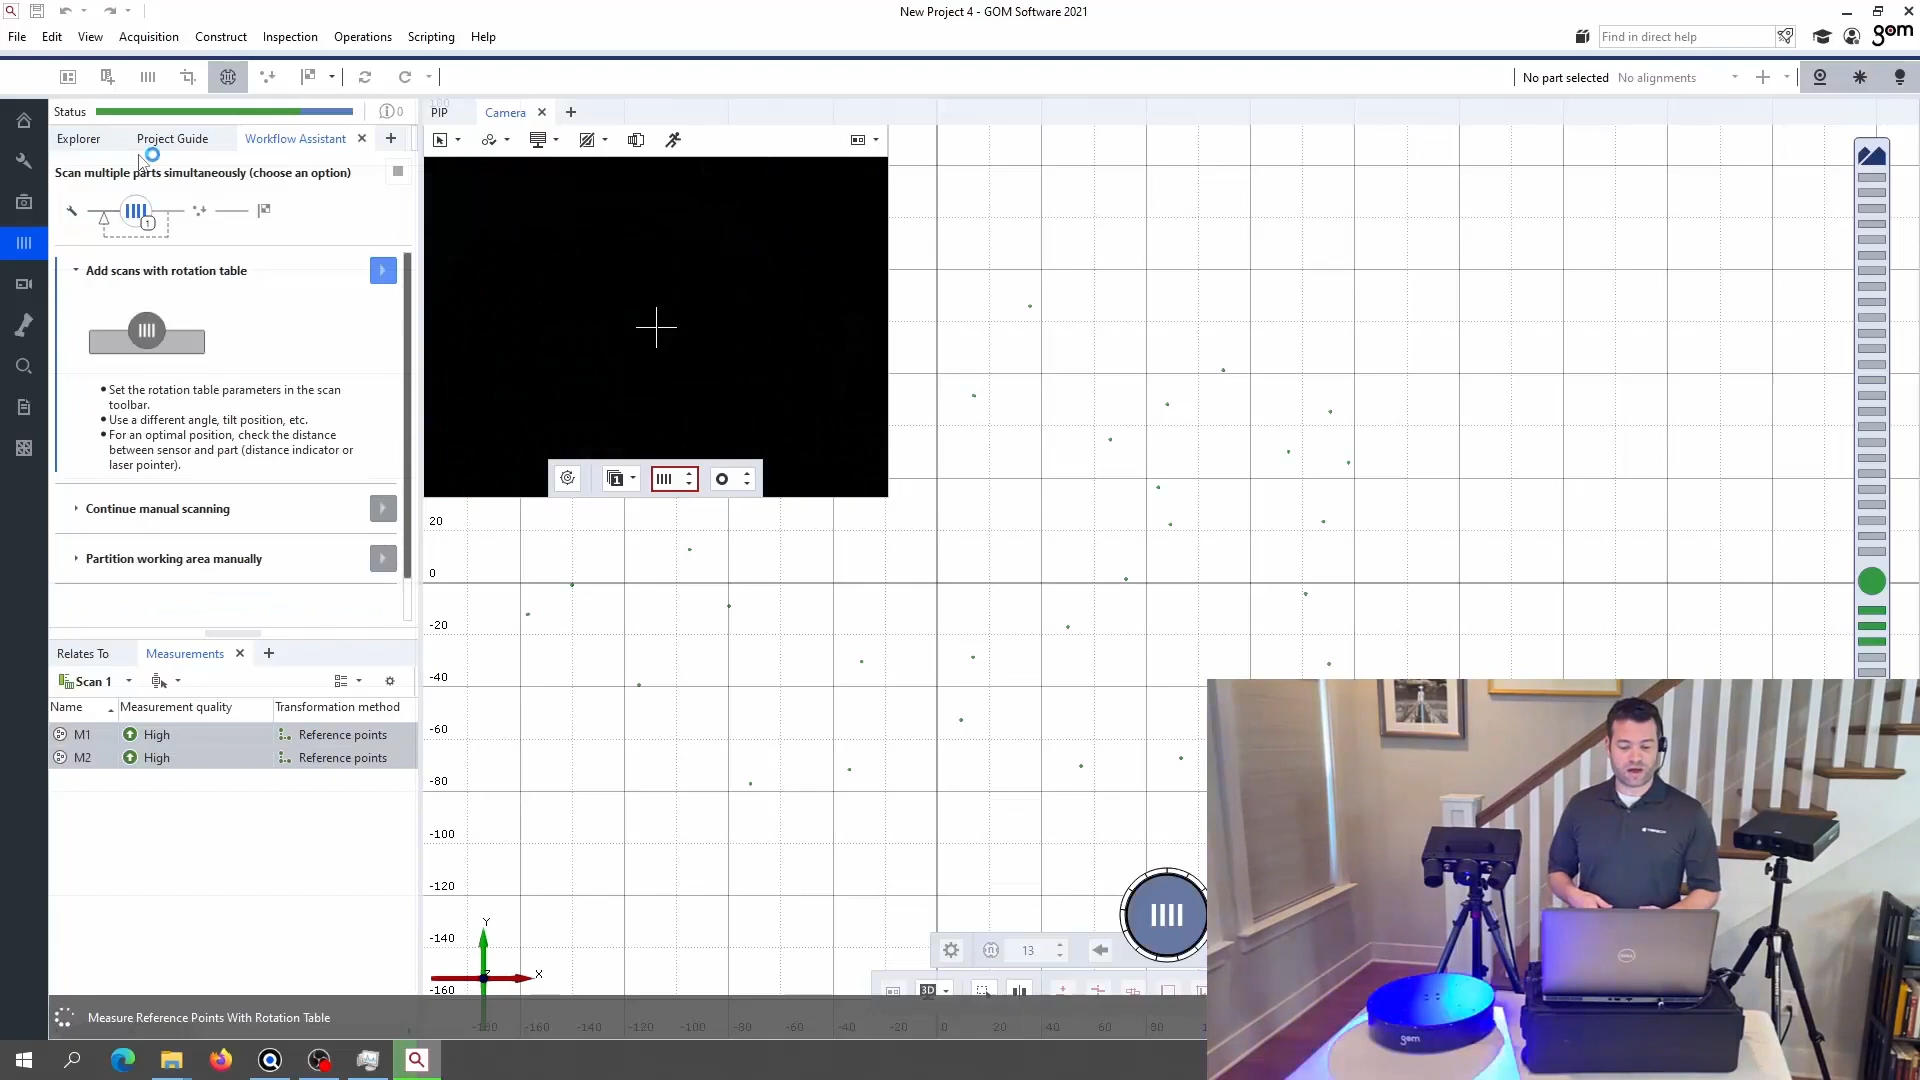 New Project 4 - GOM Software 2021
File Edit View Acquisition Construct Inspection Operations Scripting Help
Find in direct help
gom
No part selected No alignments
Status
0
PIP Camera
Explorer Project Guide Workflow Assistant
Scan multiple parts simultaneously (choose an option)
1
Add scans with rotation table
Set the rotation table parameters in the scan
toolbar.
Use a different angle, tilt position, etc.
For an optimal position, check the distance
between sensor and part (distance indicator or
laser pointer).
Continue manual scanning
Partition working area manually
1
20
0
-20
-40
-60
-80
-100
-120
-140
-160
Relates To Measurements
Scan 1
Name Measurement quality Transformation method
M1 High Reference points
M2 High Reference points
Y
X
13
3D
Measure Reference Points With Rotation Table
-180 -160 -140 -120 -100 -80 -60 -40 -20 0 20 40 60 80
DELL
gom